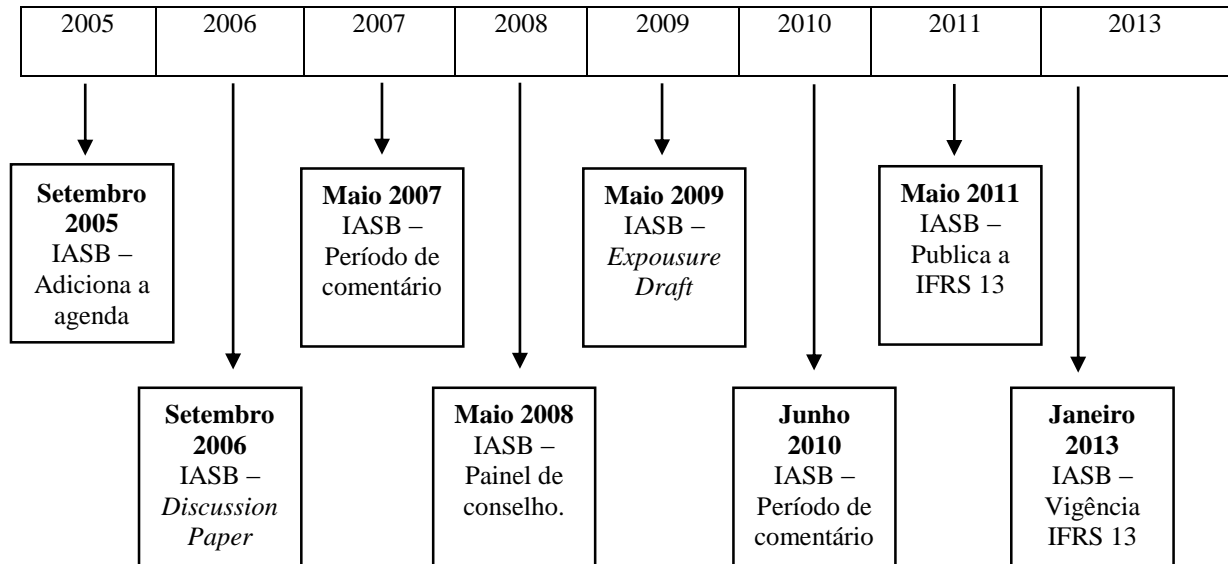 2005 2006 2007 2008 2009 2010 2011 2013
Setembro
2005
IASB –
Adiciona a
agenda
Maio 2007
IASB –
Período de
comentário
Maio 2009
IASB –
Expousure
Draft
Maio 2011
IASB –
Publica a
IFRS 13
Setembro
2006
IASB –
Discussion
Paper
Maio 2008
IASB –
Painel de
conselho.
Junho
2010
IASB –
Período de
comentário
Janeiro
2013
IASB –
Vigência
IFRS 13